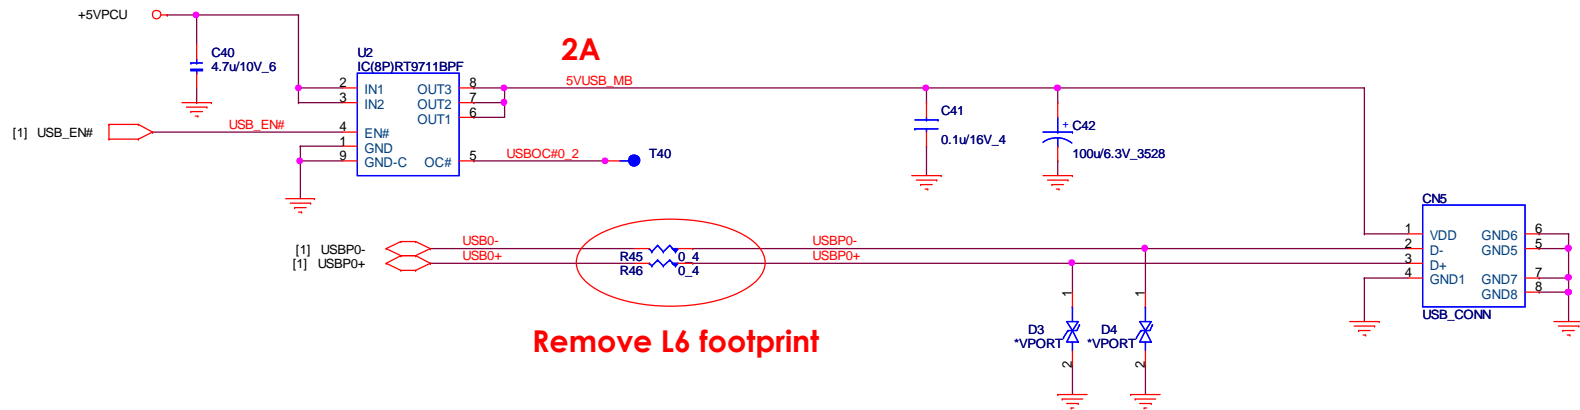 +5VPCU
C40
4.7u/10V_6
U2
IC(8P)RT9711BPF
2A
2 IN1 OUT3 8
3 IN2 OUT2 7
OUT1 6
5VUSB_MB
[1] USB_EN# USB_EN# 4 EN#
1 GND
9 GND-C OC# 5 USBOC#0_2 T40
C41
0.1u/16V_4
+ C42
100u/6.3V_3528
CN5
1 VDD GND6 6
2 D- GND5 5
3 D+
4 GND1 GND7 7
GND8 8
USB_CONN
[1] USBP0- USB0- USBP0-
[1] USBP0+ USB0+ USBP0+
R45 0_4
R46 0_4
Remove L6 footprint
1 1
D3 D4
*VPORT *VPORT
2 2